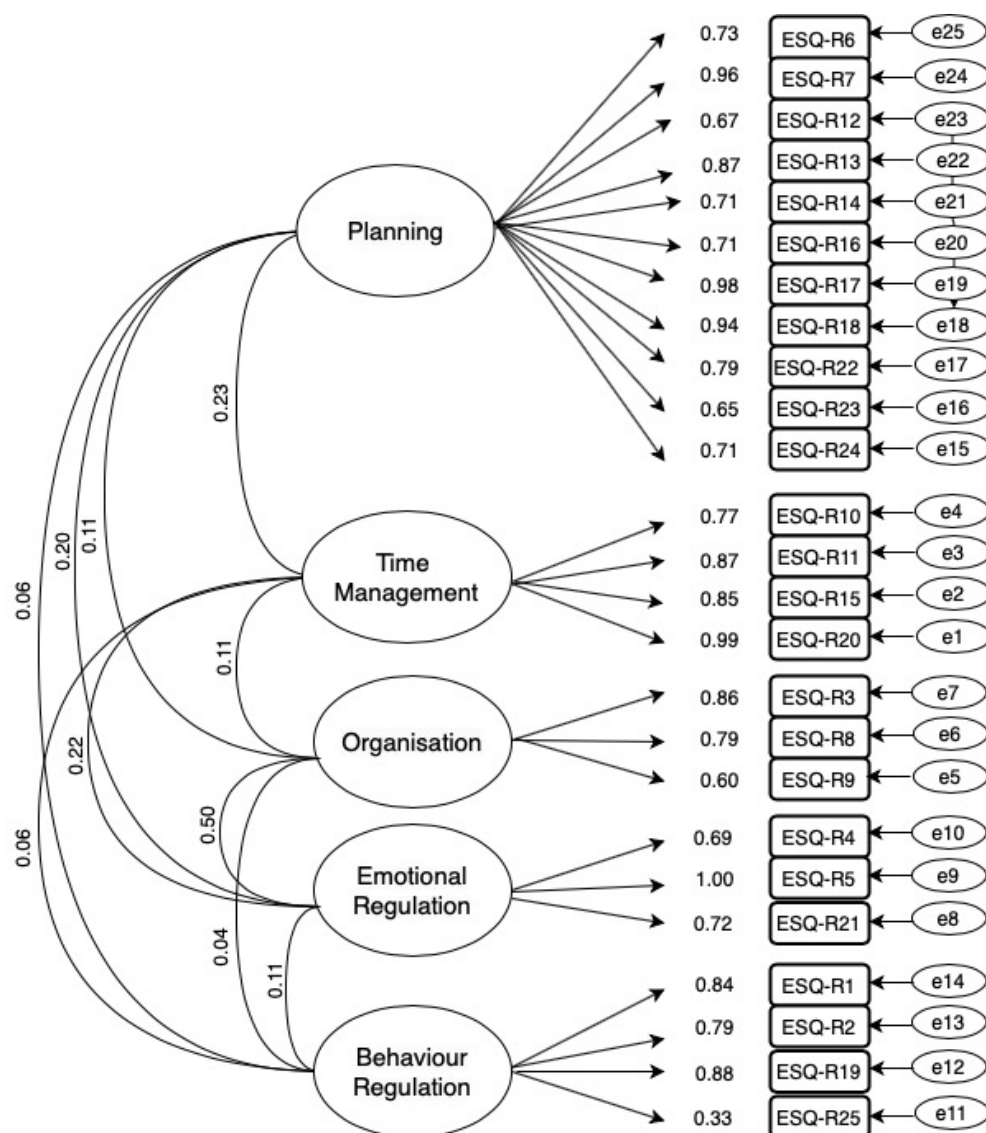 0.73 ESQ-R6 e25
0.96 ESQ-R7 e24
0.67 ESQ-R12 e23
0.87 ESQ-R13 e22
0.71 ESQ-R14 e21
Planning
0.71 ESQ-R16 e20
0.98 ESQ-R17 e19
0.94 ESQ-R18 e18
0.79 ESQ-R22 e17
0.65 ESQ-R23 e16
0.71 ESQ-R24 e15
0.23
0.20
0.11
0.06
0.77 ESQ-R10 e4
Time
Management
0.87 ESQ-R11 e3
0.85 ESQ-R15 e2
0.99 ESQ-R20 e1
0.11
0.22
0.06
0.86 ESQ-R3 e7
Organisation
0.79 ESQ-R8 e6
0.60 ESQ-R9 e5
0.50
0.04
0.69 ESQ-R4 e10
Emotional
Regulation
1.00 ESQ-R5 e9
0.72 ESQ-R21 e8
0.11
0.84 ESQ-R1 e14
0.79 ESQ-R2 e13
Behaviour
Regulation
0.88 ESQ-R19 e12
0.33 ESQ-R25 e11